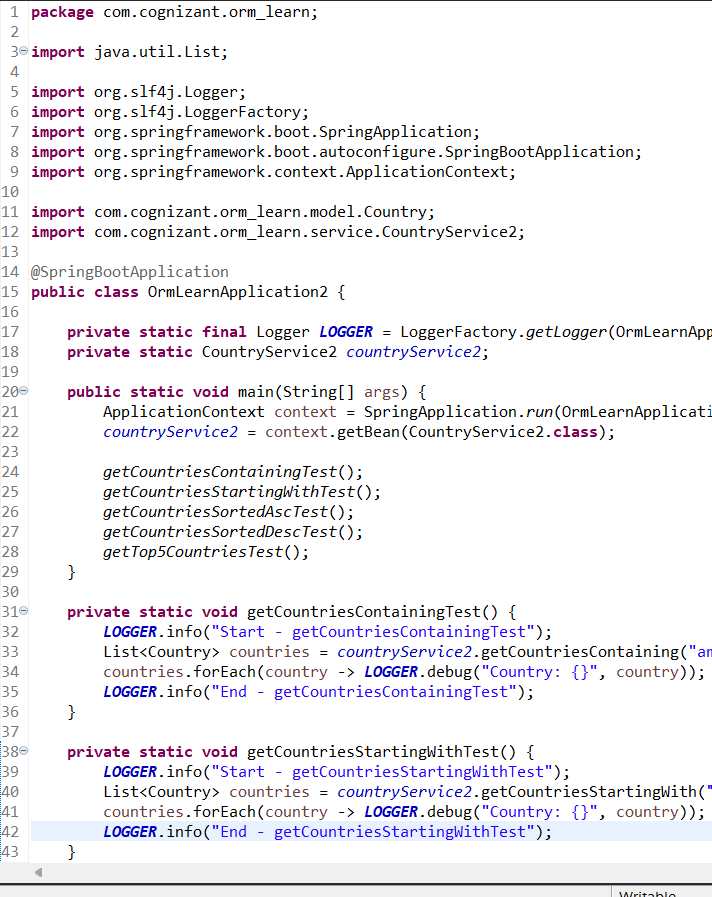 1 package com.cognizant.orm_learn;
2
3 import java.util.List;
4
5 import org.slf4j.Logger;
6 import org.slf4j.LoggerFactory;
7 import org.springframework.boot.SpringApplication;
8 import org.springframework.boot.autoconfigure.SpringBootApplication;
9 import org.springframework.context.ApplicationContext;
10
11 import com.cognizant.orm_learn.model.Country;
12 import com.cognizant.orm_learn.service.CountryService2;
13
14 @SpringBootApplication
15 public class OrmLearnApplication2 {
16
17     private static final Logger LOGGER = LoggerFactory.getLogger(OrmLearnApp
18     private static CountryService2 countryService2;
19
20     public static void main(String[] args) {
21         ApplicationContext context = SpringApplication.run(OrmLearnApplicati
22         countryService2 = context.getBean(CountryService2.class);
23
24         getCountriesContainingTest();
25         getCountriesStartingWithTest();
26         getCountriesSortedAscTest();
27         getCountriesSortedDescTest();
28         getTop5CountriesTest();
29     }
30
31     private static void getCountriesContainingTest() {
32         LOGGER.info("Start - getCountriesContainingTest");
33         List<Country> countries = countryService2.getCountriesContaining("an
34         countries.forEach(country -> LOGGER.debug("Country: {}", country));
35         LOGGER.info("End - getCountriesContainingTest");
36     }
37
38     private static void getCountriesStartingWithTest() {
39         LOGGER.info("Start - getCountriesStartingWithTest");
40         List<Country> countries = countryService2.getCountriesStartingWith("
41         countries.forEach(country -> LOGGER.debug("Country: {}", country));
42         LOGGER.info("End - getCountriesStartingWithTest");
43     }
Writable